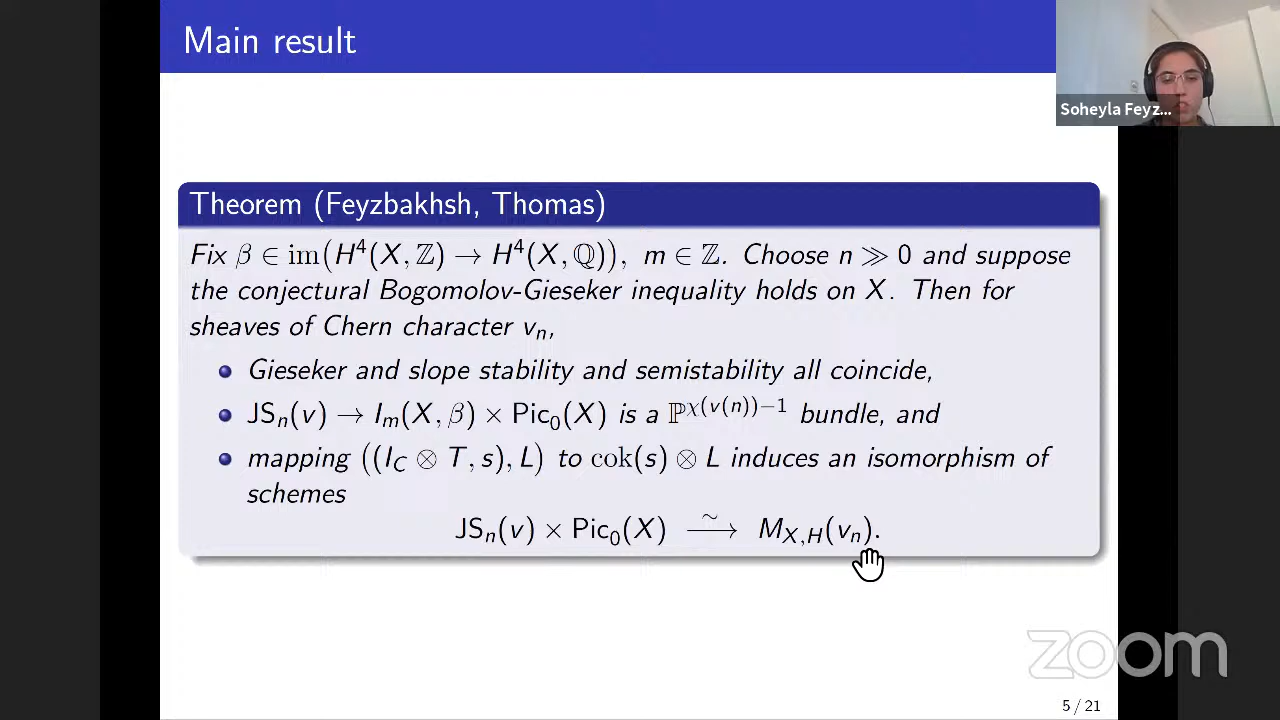 Main result
Soheyla Feyz...
Theorem (Feyzbakhsh, Thomas)
Fix β ∈ im(H⁴(X, ℤ) → H⁴(X, ℚ)), m ∈ ℤ. Choose n ≫ 0 and suppose
the conjectural Bogomolov-Gieseker inequality holds on X. Then for
sheaves of Chern character vₙ,
Gieseker and slope stability and semistability all coincide,
JSₙ(v) → Iₘ(X, β) × Pic₀(X) is a ℙ^{χ(v(n))−1} bundle, and
mapping ((I_C ⊗ T, s), L) to cok(s) ⊗ L induces an isomorphism of
schemes
JSₙ(v) × Pic₀(X) ⟶^∼ M_{X,H}(vₙ).
zoom
5 / 21